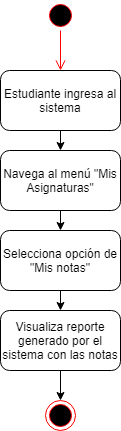 Estudiante ingresa al
sistema
Navega al menú "Mis
Asignaturas"
Selecciona opción de
"Mis notas"
Visualiza reporte
generado por el
sistema con las notas